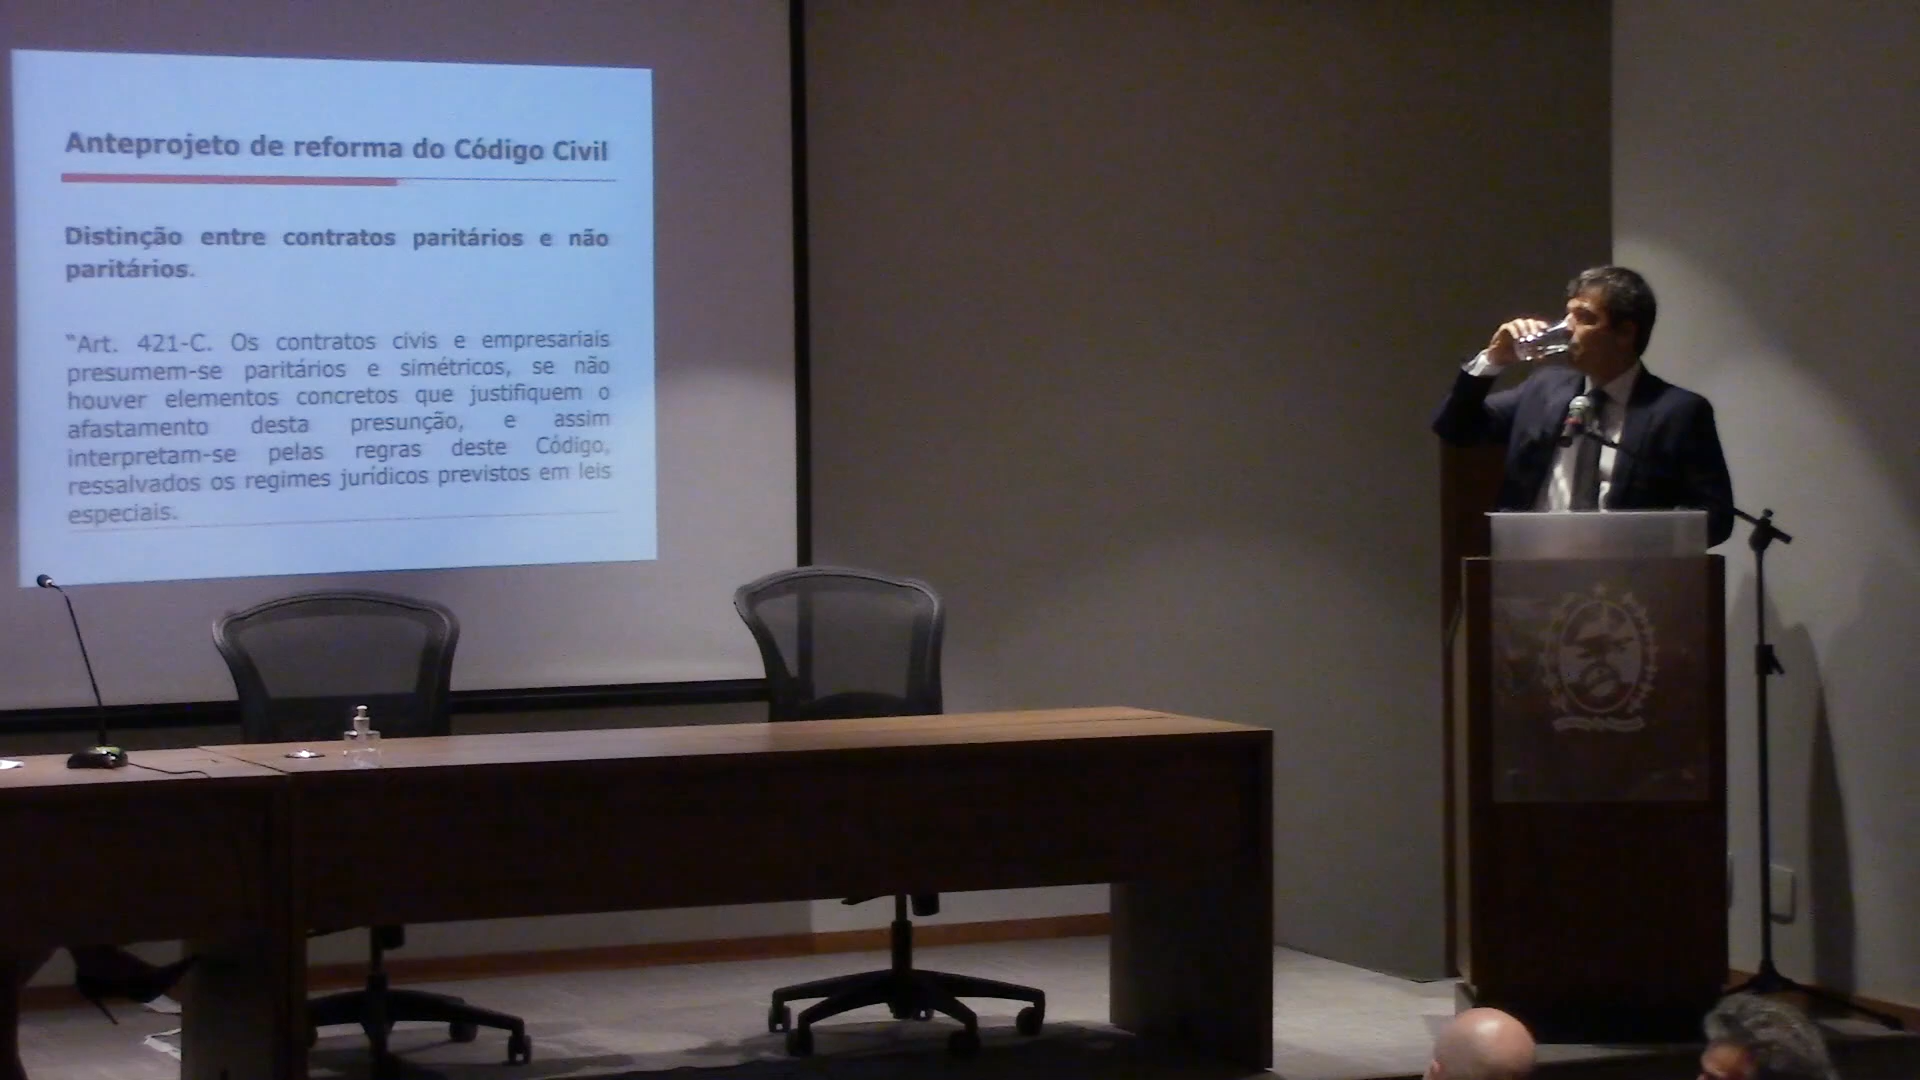 Anteprojeto de reforma do Código Civil
Distinção entre contratos paritários e não
paritários.
"Art. 421-C. Os contratos civis e empresariais
presumem-se paritários e simétricos, se não
houver elementos concretos que justifiquem o
afastamento desta presunção, e assim
interpretam-se pelas regras deste Código,
ressalvados os regimes jurídicos previstos em leis
especiais.